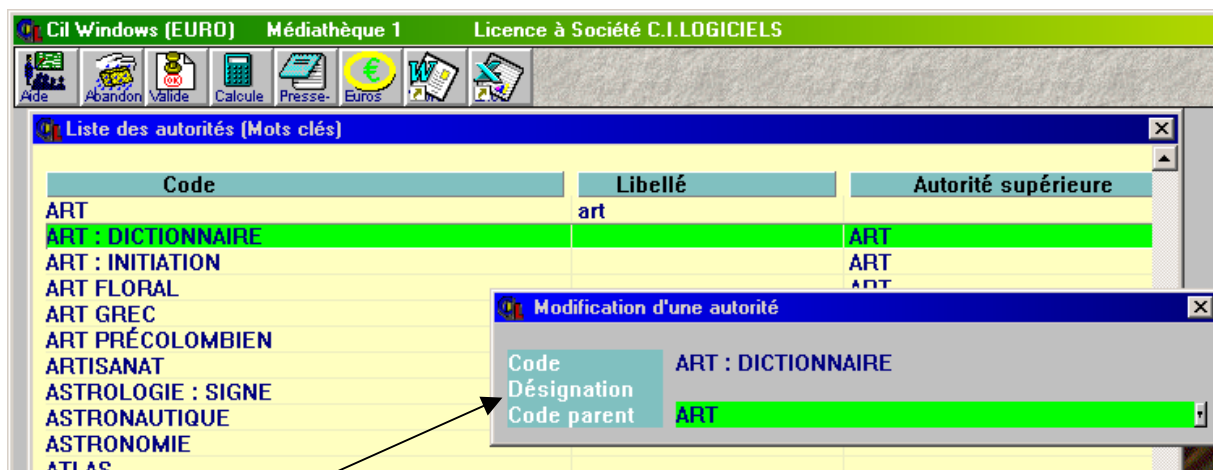 Cil Windows (EURO) Médiathèque 1 Licence à Société C.I.LOGICIELS
Aide Abandon Valide Calcule Presse- Euros
Liste des autorités (Mots clés)
Code Libellé Autorité supérieure
ART art
ART : DICTIONNAIRE ART
ART : INITIATION ART
ART FLORAL ART
ART GREC
ART PRÉCOLOMBIEN
ARTISANAT
ASTROLOGIE : SIGNE
ASTRONAUTIQUE
ASTRONOMIE
ATLAS
Modification d'une autorité
Code ART : DICTIONNAIRE
Désignation
Code parent ART